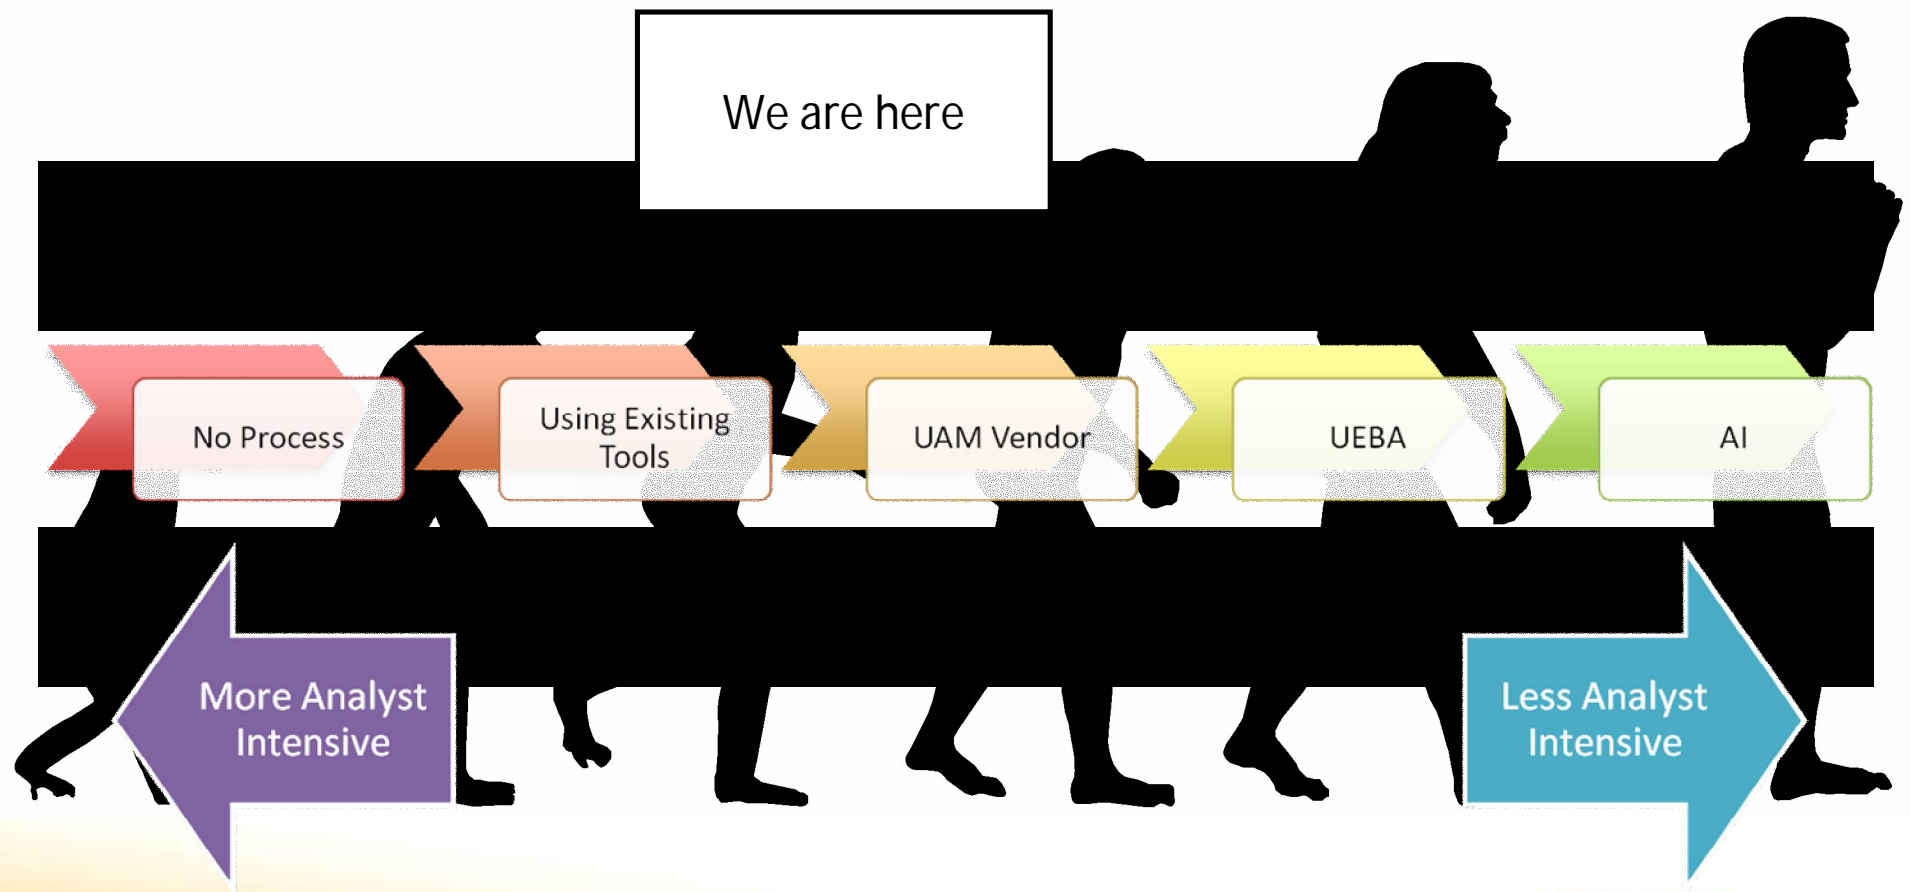 We are here
No Process
Using Existing
Tools
UAM Vendor
UEBA
AI
More Analyst
Intensive
Less Analyst
Intensive